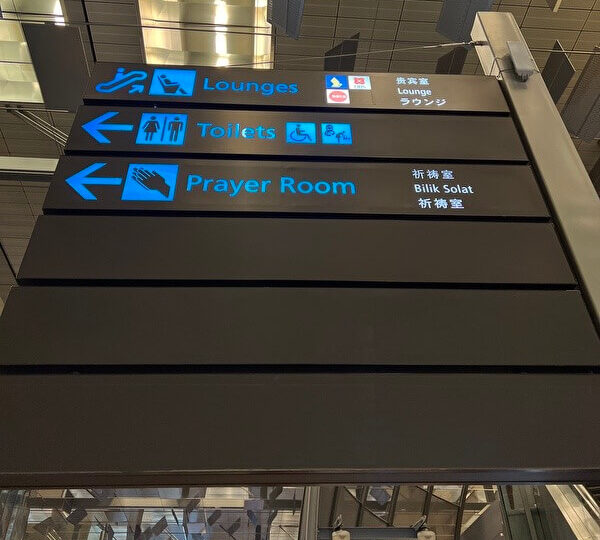 Lounges
贵宾室
Lounge
ラウンジ
Toilets
Prayer Room
祈祷室
Bilik Solat
祈祷室